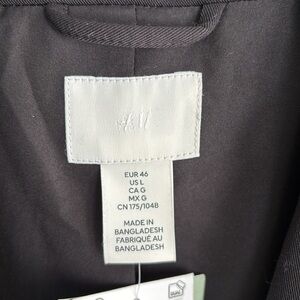 H&M
EUR 46
US L
CA G
MX G
CN 175/104B
MADE IN
BANGLADESH
FABRIQUÉ AU
BANGLADESH